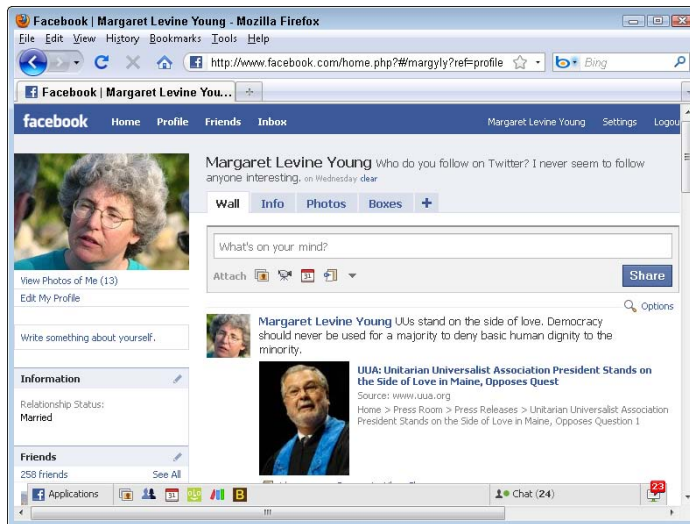 Facebook | Margaret Levine Young - Mozilla Firefox
File Edit View History Bookmarks Tools Help
http://www.facebook.com/home.php?#/margyly?ref=profile
Bing
Facebook | Margaret Levine You...
facebook Home Profile Friends Inbox Margaret Levine Young Settings Logou
Margaret Levine Young Who do you follow on Twitter? I never seem to follow
anyone interesting. on Wednesday clear
Wall Info Photos Boxes +
What's on your mind?
Attach 31 Share
View Photos of Me (13)
Edit My Profile
Options
Write something about yourself.
Margaret Levine Young UUs stand on the side of love. Democracy
should never be used for a majority to deny basic human dignity to the
minority.
UUA: Unitarian Universalist Association President Stands on
the Side of Love in Maine, Opposes Quest
Source: www.uua.org
Home > Press Room > Press Releases > Unitarian Universalist Association
President Stands on the Side of Love in Maine, Opposes Question 1
Information
Relationship Status:
Married
Friends
258 friends See All
Applications 31 B Chat (24) 23